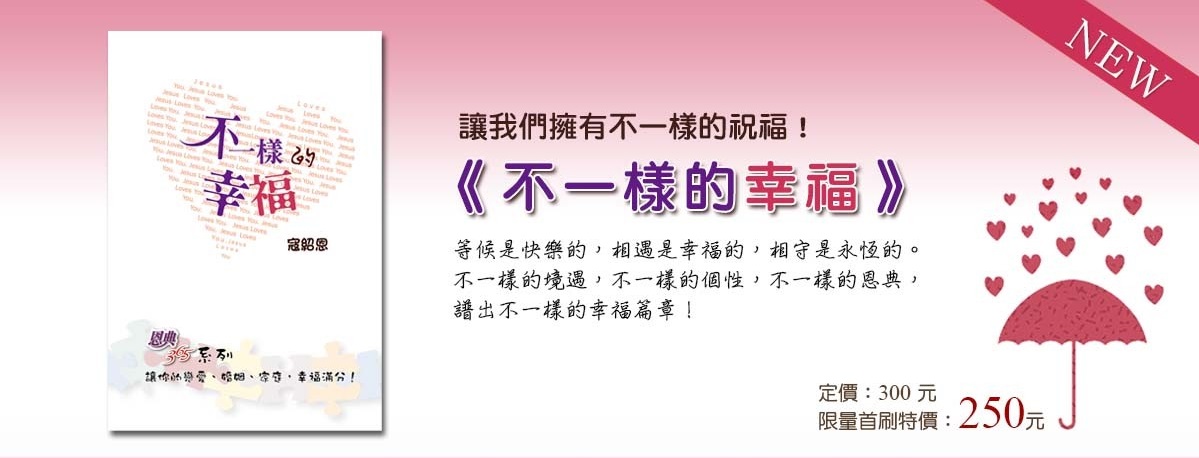 NEW
Jesus Loves You
不一樣的
幸福
寇紹恩
恩典
365系列
讓你的戀愛、婚姻、家庭,幸福滿分!
讓我們擁有不一樣的祝福!
《不一樣的幸福》
等候是快樂的,相遇是幸福的,相守是永恆的。
不一樣的境遇,不一樣的個性,不一樣的恩典,
譜出不一樣的幸福篇章!
定價:300 元
限量首刷特價:250元